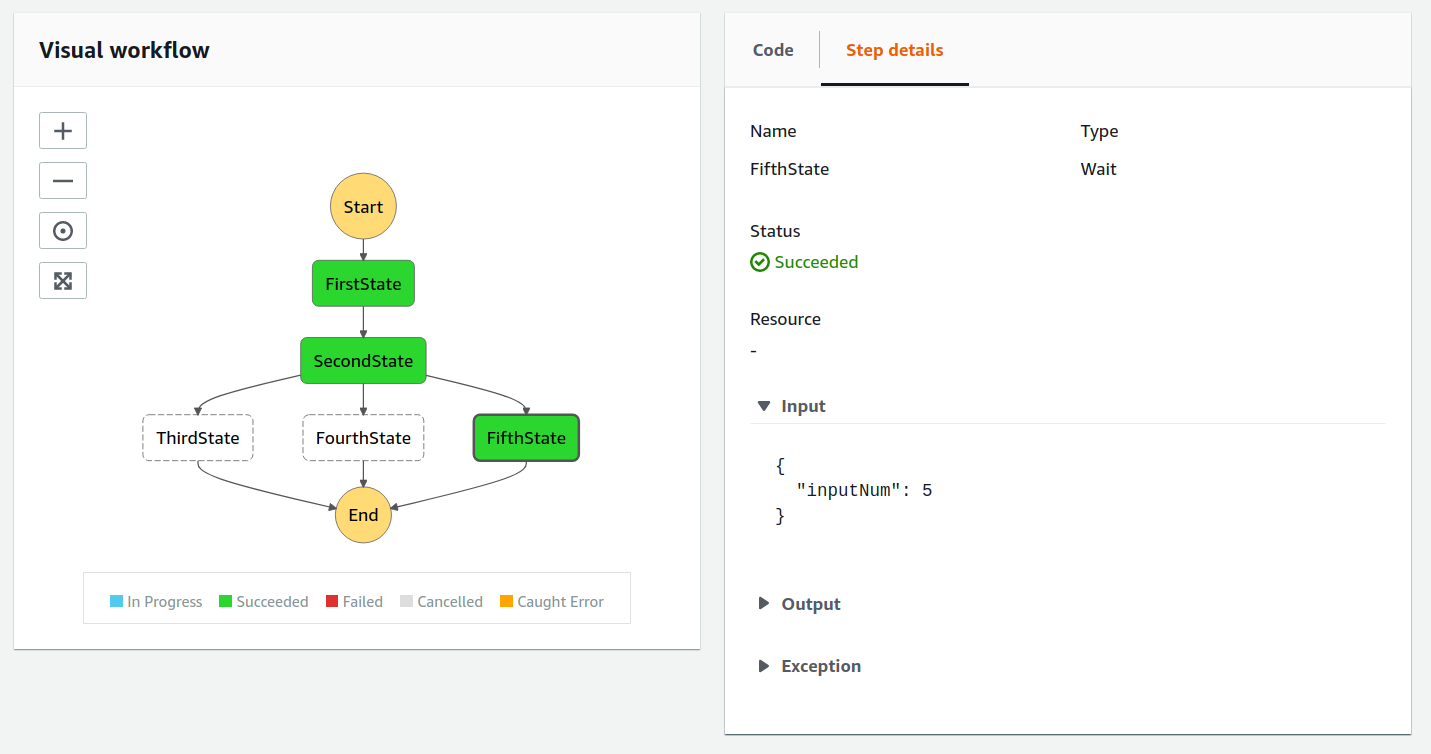 Visual workflow
Start
FirstState
SecondState
ThirdState FourthState FifthState
End
In Progress Succeeded Failed Cancelled Caught Error
Code Step details
Name Type
FifthState Wait
Status
Succeeded
Resource
-
Input
{
"inputNum": 5
}
Output
Exception